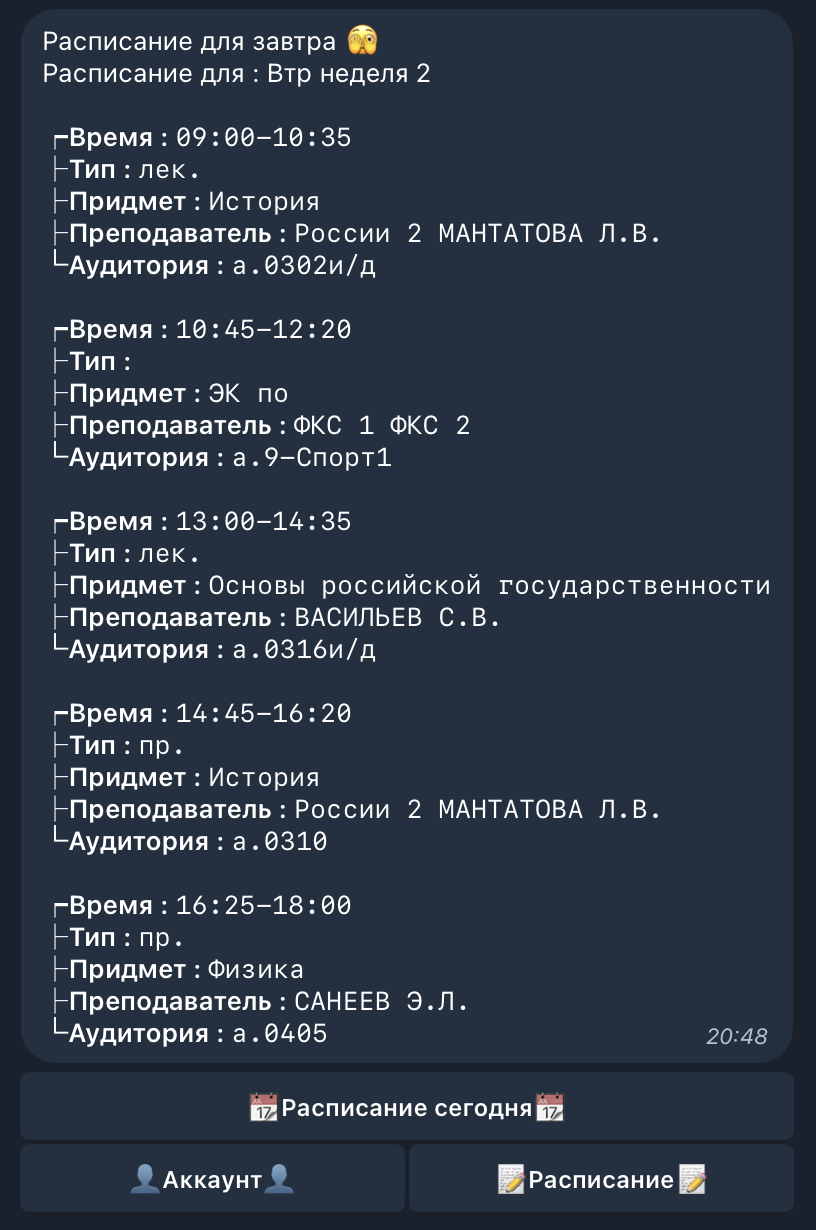 Расписание для завтра 🫣
Расписание для : Втр неделя 2
┌Время : 09:00-10:35
├Тип : лек.
├Придмет : История
├Преподаватель : России 2 МАНТАТОВА Л.В.
└Аудитория : а.0302и/д
┌Время : 10:45-12:20
├Тип :
├Придмет : ЭК по
├Преподаватель : ФКС 1 ФКС 2
└Аудитория : а.9-Спорт1
┌Время : 13:00-14:35
├Тип : лек.
├Придмет : Основы российской государственности
├Преподаватель : ВАСИЛЬЕВ С.В.
└Аудитория : а.0316и/д
┌Время : 14:45-16:20
├Тип : пр.
├Придмет : История
├Преподаватель : России 2 МАНТАТОВА Л.В.
└Аудитория : а.0310
┌Время : 16:25-18:00
├Тип : пр.
├Придмет : Физика
├Преподаватель : САНЕЕВ Э.Л.
└Аудитория : а.0405
20:48
📆Расписание сегодня📆
👤Аккаунт👤
📝Расписание📝